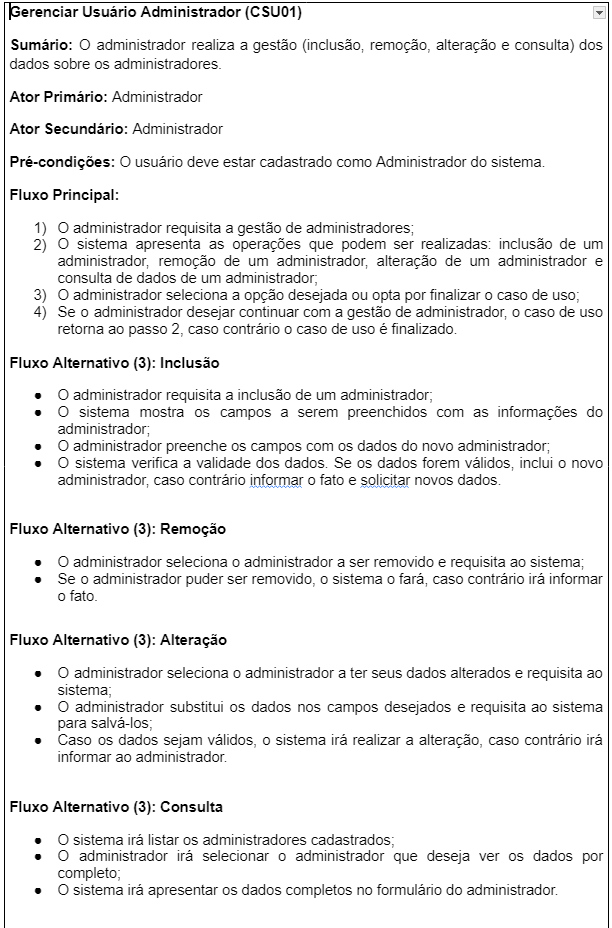 Gerenciar Usuário Administrador (CSU01)
Sumário: O administrador realiza a gestão (inclusão, remoção, alteração e consulta) dos
dados sobre os administradores.
Ator Primário: Administrador
Ator Secundário: Administrador
Pré-condições: O usuário deve estar cadastrado como Administrador do sistema.
Fluxo Principal:
1) O administrador requisita a gestão de administradores;
2) O sistema apresenta as operações que podem ser realizadas: inclusão de um
administrador, remoção de um administrador, alteração de um administrador e
consulta de dados de um administrador;
3) O administrador seleciona a opção desejada ou opta por finalizar o caso de uso;
4) Se o administrador desejar continuar com a gestão de administrador, o caso de uso
retorna ao passo 2, caso contrário o caso de uso é finalizado.
Fluxo Alternativo (3): Inclusão
● O administrador requisita a inclusão de um administrador;
● O sistema mostra os campos a serem preenchidos com as informações do
administrador;
● O administrador preenche os campos com os dados do novo administrador;
● O sistema verifica a validade dos dados. Se os dados forem válidos, inclui o novo
administrador, caso contrário informar o fato e solicitar novos dados.
Fluxo Alternativo (3): Remoção
● O administrador seleciona o administrador a ser removido e requisita ao sistema;
● Se o administrador puder ser removido, o sistema o fará, caso contrário irá informar
o fato.
Fluxo Alternativo (3): Alteração
● O administrador seleciona o administrador a ter seus dados alterados e requisita ao
sistema;
● O administrador substitui os dados nos campos desejados e requisita ao sistema
para salvá-los;
● Caso os dados sejam válidos, o sistema irá realizar a alteração, caso contrário irá
informar ao administrador.
Fluxo Alternativo (3): Consulta
● O sistema irá listar os administradores cadastrados;
● O administrador irá selecionar o administrador que deseja ver os dados por
completo;
● O sistema irá apresentar os dados completos no formulário do administrador.